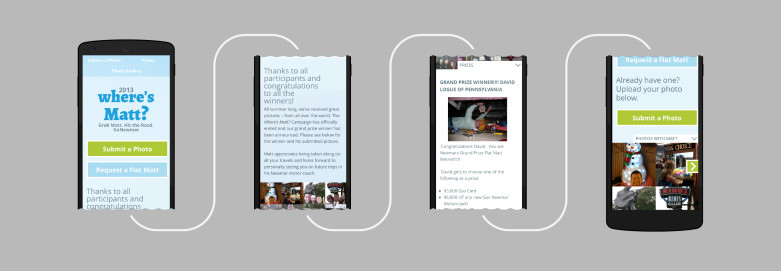 Submit a Photo
Prizes
Photo Gallery
2013
where's
Matt?
Grab Matt. Hit the Road.
GoNewmar
Submit a Photo
Request a Flat Matt
Thanks to all
participants and
congratulations
Thanks to all
participants and
congratulations
to all the
winners!
All summer long, we've received great
pictures – from all over the world. The
Where's Matt? Campaign has officially
ended and our grand prize winner has
been announced. Please see below for
the winner and the submitted picture.
Matt appreciates being taken along on
all your travels and looks forward to
personally seeing you on future trips in
his Newmar motor coach.
PRIZES
GRAND PRIZE WINNER!!! DAVID
LOGUE OF PENNSYLVANIA
Congratulations David. You are
Newmars Grand Prize Flat Matt
Winner!!!
David gets to choose one of the
following as a prize:
$5,000 Gas Card
off any new Gas Newmar
Motorcoach
Request a Flat Matt
Already have one?
Upload your photo
below.
Submit a Photo
PHOTOS WITH MATT
CHOICE